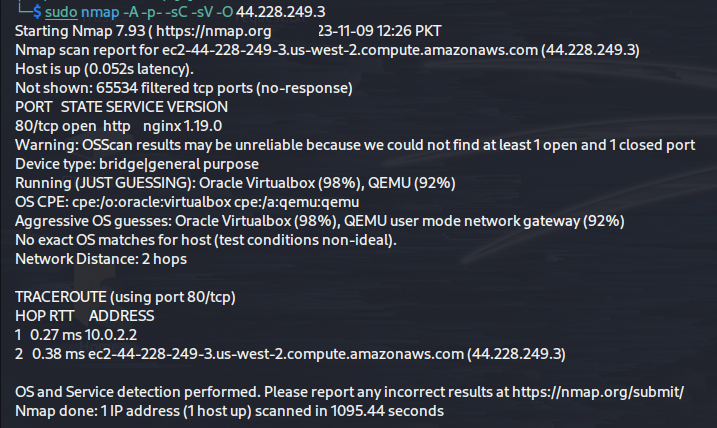 └─$ sudo nmap -A -p- -sC -sV -O 44.228.249.3
Starting Nmap 7.93 ( https://nmap.org 23-11-09 12:26 PKT
Nmap scan report for ec2-44-228-249-3.us-west-2.compute.amazonaws.com (44.228.249.3)
Host is up (0.052s latency).
Not shown: 65534 filtered tcp ports (no-response)
PORT STATE SERVICE VERSION
80/tcp open http nginx 1.19.0
Warning: OSScan results may be unreliable because we could not find at least 1 open and 1 closed port
Device type: bridge|general purpose
Running (JUST GUESSING): Oracle Virtualbox (98%), QEMU (92%)
OS CPE: cpe:/o:oracle:virtualbox cpe:/a:qemu:qemu
Aggressive OS guesses: Oracle Virtualbox (98%), QEMU user mode network gateway (92%)
No exact OS matches for host (test conditions non-ideal).
Network Distance: 2 hops
TRACEROUTE (using port 80/tcp)
HOP RTT ADDRESS
1 0.27 ms 10.0.2.2
2 0.38 ms ec2-44-228-249-3.us-west-2.compute.amazonaws.com (44.228.249.3)
OS and Service detection performed. Please report any incorrect results at https://nmap.org/submit/
Nmap done: 1 IP address (1 host up) scanned in 1095.44 seconds